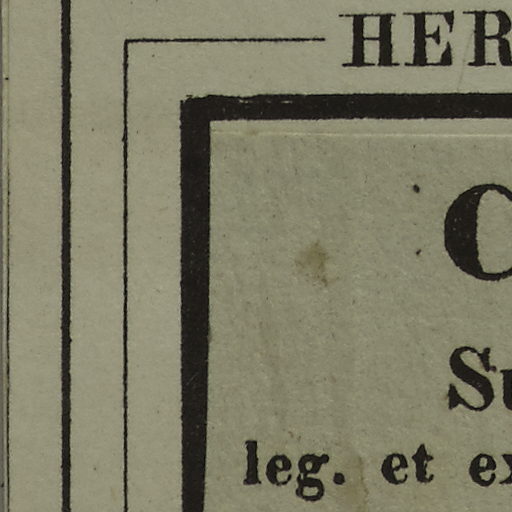 HER
C
Su
leg. et ex